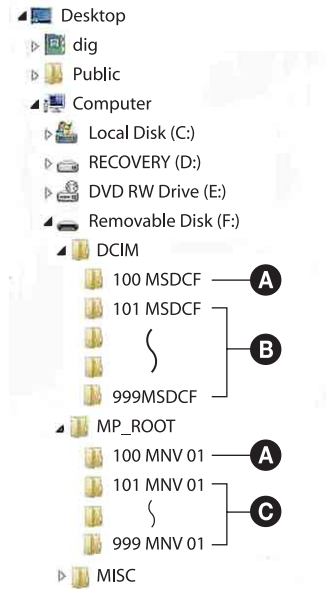 Desktop
dig
Public
Computer
Local Disk (C:)
RECOVERY (D:)
DVD RW Drive (E:)
Removable Disk (F:)
DCIM
100 MSDCF A
101 MSDCF
B
999MSDCF
MP_ROOT
100 MNV 01 A
101 MNV 01
C
999 MNV 01
MISC